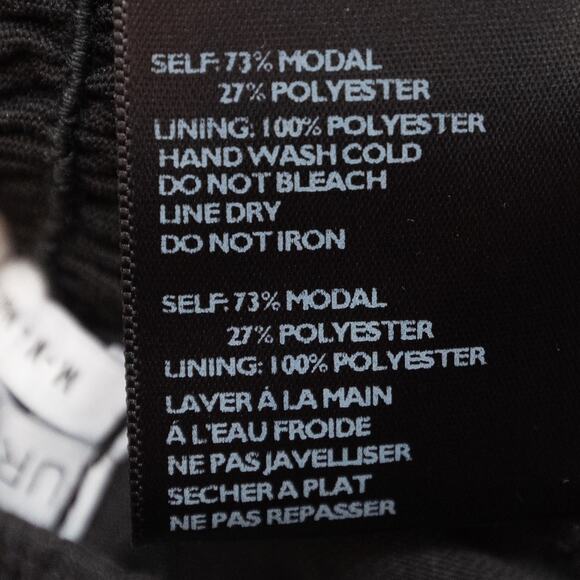 SELF: 73% MODAL
27% POLYESTER
LINING: 100% POLYESTER
HAND WASH COLD
DO NOT BLEACH
LINE DRY
DO NOT IRON
SELF: 73% MODAL
27% POLYESTER
LINING: 100% POLYESTER
LAVER Á LA MAIN
Á L'EAU FROIDE
NE PAS JAVELLISER
SECHER A PLAT
NE PAS REPASSER
UR